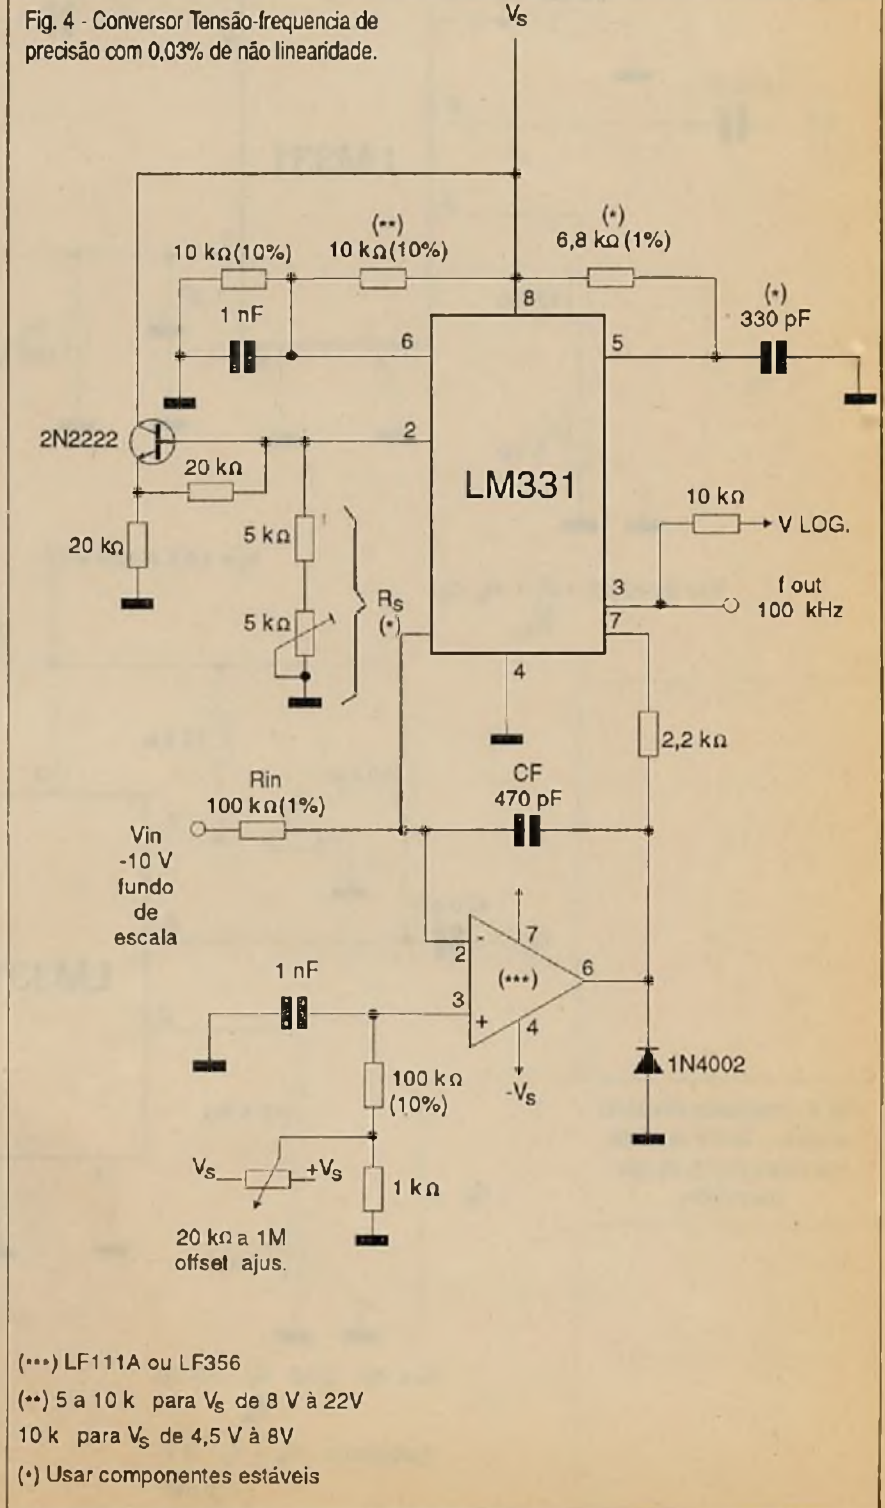 Fig. 4 - Conversor Tensão-frequencia de
precisão com 0,03% de não linearidade.
VS
(**)
10 kΩ(10%)
10 kΩ(10%)
(*)
6,8 kΩ (1%)
8
1 nF
(*)
330 pF
6
5
2N2222
2
20 kΩ
LM331
10 kΩ
V LOG.
20 kΩ
5 kΩ
3
f out
100 kHz
5 kΩ
RS
(*)
7
4
2,2 kΩ
Rin
100 kΩ(1%)
CF
470 pF
Vin
-10 V
fundo
de
escala
-
2
7
(***)
6
1 nF
3
+
4
-VS
1N4002
100 kΩ
(10%)
VS
+VS
1 kΩ
20 kΩ a 1M
offset ajus.
(***) LF111A ou LF356
(**) 5 a 10 k para VS de 8 V à 22V
10 k para VS de 4,5 V à 8V
(*) Usar componentes estáveis